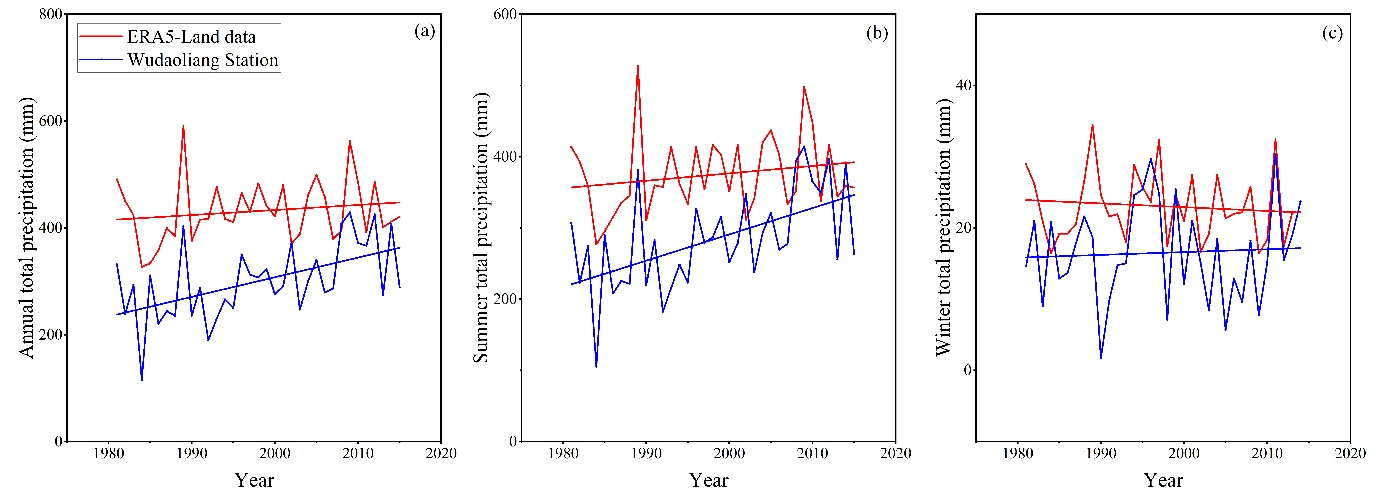 (a)
ERA5-Land data
Wudaoliang Station
Annual total precipitation (mm)
800
600
400
200
0
1980
1990
2000
2010
2020
Year
(b)
Summer total precipitation (mm)
600
400
200
0
1980
1990
2000
2010
2020
Year
(c)
Winter total precipitation (mm)
40
20
0
1980
1990
2000
2010
2020
Year